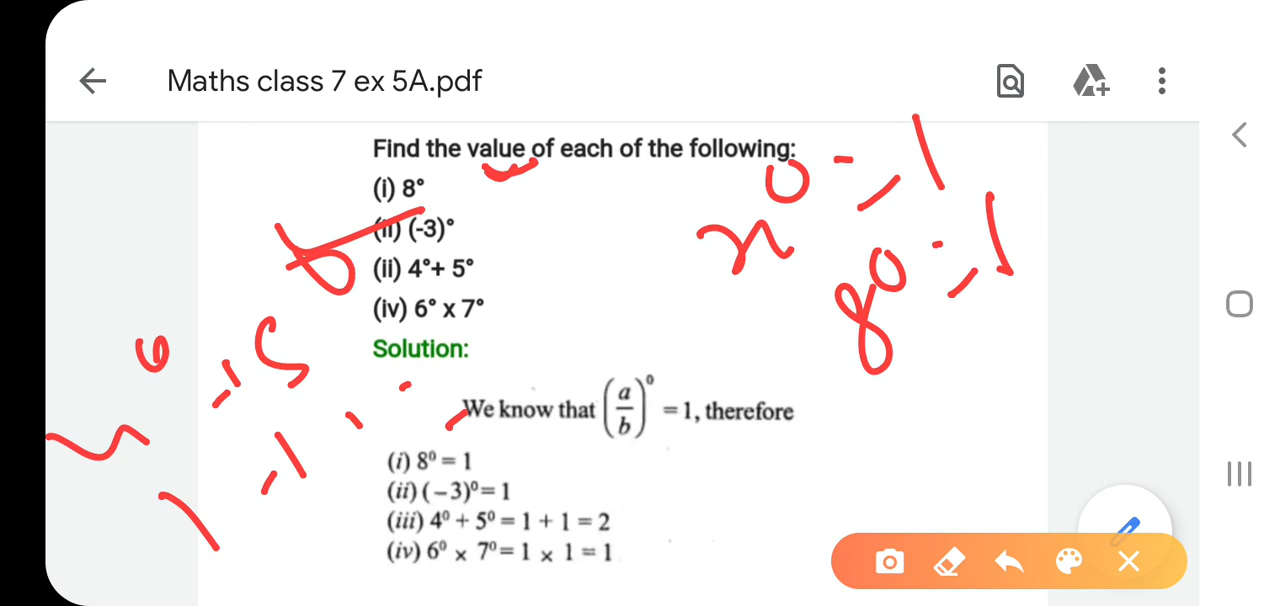 Maths class 7 ex 5A.pdf
Find the value of each of the following:
(i) 8°
(ii) (-3)°
(ii) 4°+ 5°
(iv) 6° x 7°
Solution:
We know that (a/b)⁰ = 1, therefore
(i) 8⁰ = 1
(ii) (−3)⁰ = 1
(iii) 4⁰ + 5⁰ = 1 + 1 = 2
(iv) 6⁰ × 7⁰ = 1 × 1 = 1
x⁰ = 1
8⁰ = 1